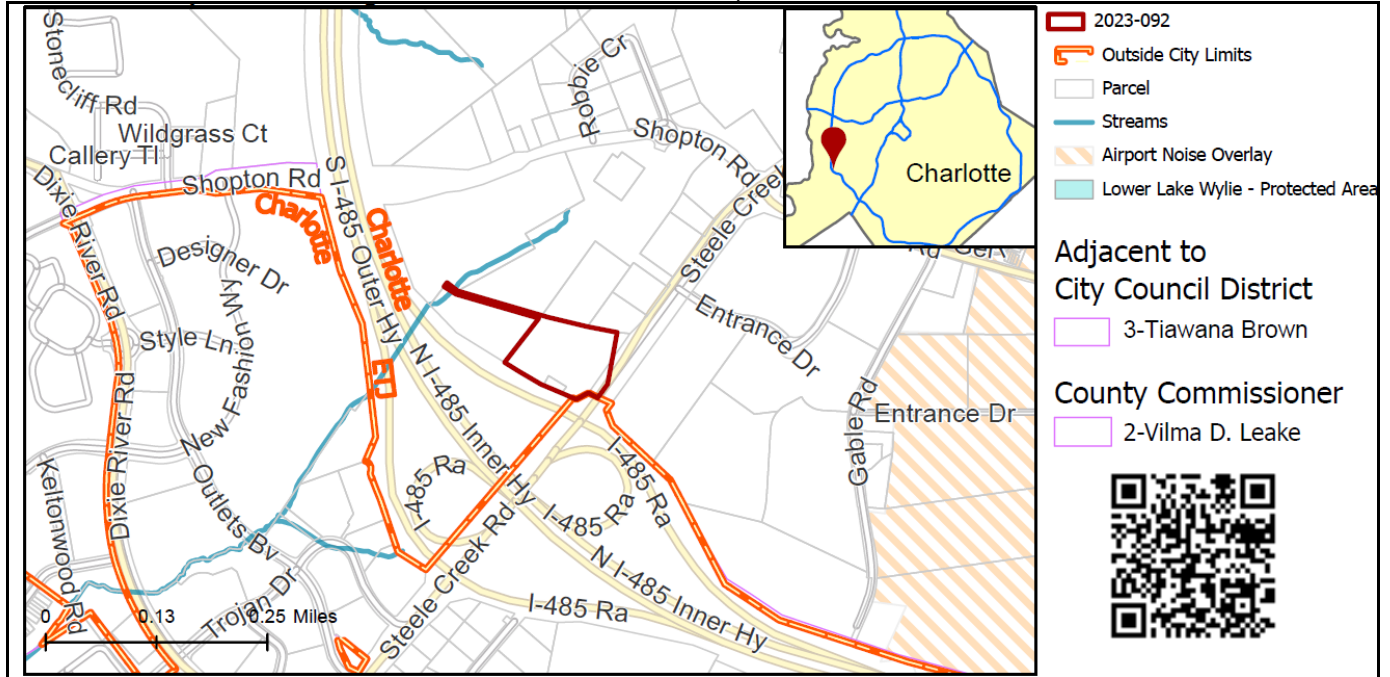 Stonecliff Rd
Wildgrass Ct
Callery Tl
Shopton Rd
Dixie River Rd
Charlotte
S I-485 Outer Hy
Charlotte
Robbie Cr
Shopton Rd
Steele Creek
Designer Dr
Style Ln
New Fashion Wy
Entrance Dr
ETJ
N I-485 Inner Hy
Gable Rd
Entrance Dr
Dixie River Rd
Keltonwood Rd
N Outlets Bv
I-485 Ra
I-485 Ra
I-485 Ra
Steele Creek Rd
N I-485 Inner Hy
Trojan Dr
I-485 Ra
0 0.13 0.25 Miles
Charlotte
Rd
2023-092
Outside City Limits
Parcel
Streams
Airport Noise Overlay
Lower Lake Wylie - Protected Area
Adjacent to
City Council District
3-Tiawana Brown
County Commissioner
2-Vilma D. Leake